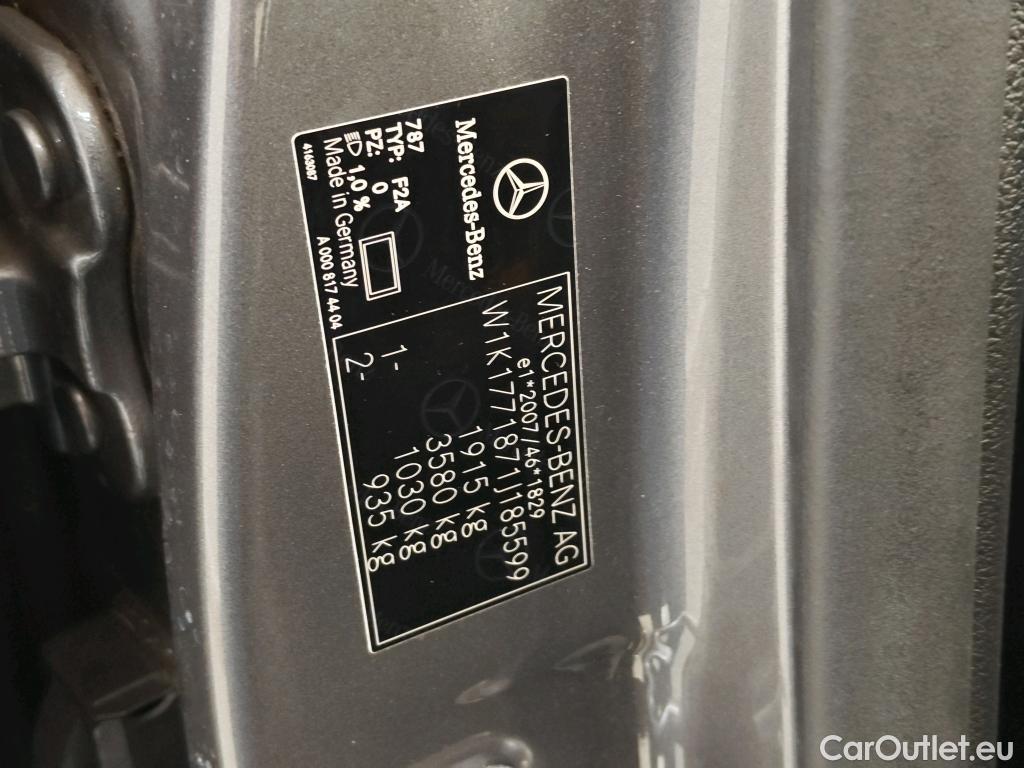 Mercedes-Benz
787
TYP: F2A
PZ: 0
1,0 %
Made in Germany
4163087
A 000 817 44 04
MERCEDES-BENZ AG
e1*2007/46*1829
W1K1771871J185599
1915 kg
3580 kg
1- 1030 kg
2- 935 kg
CarOutlet.eu